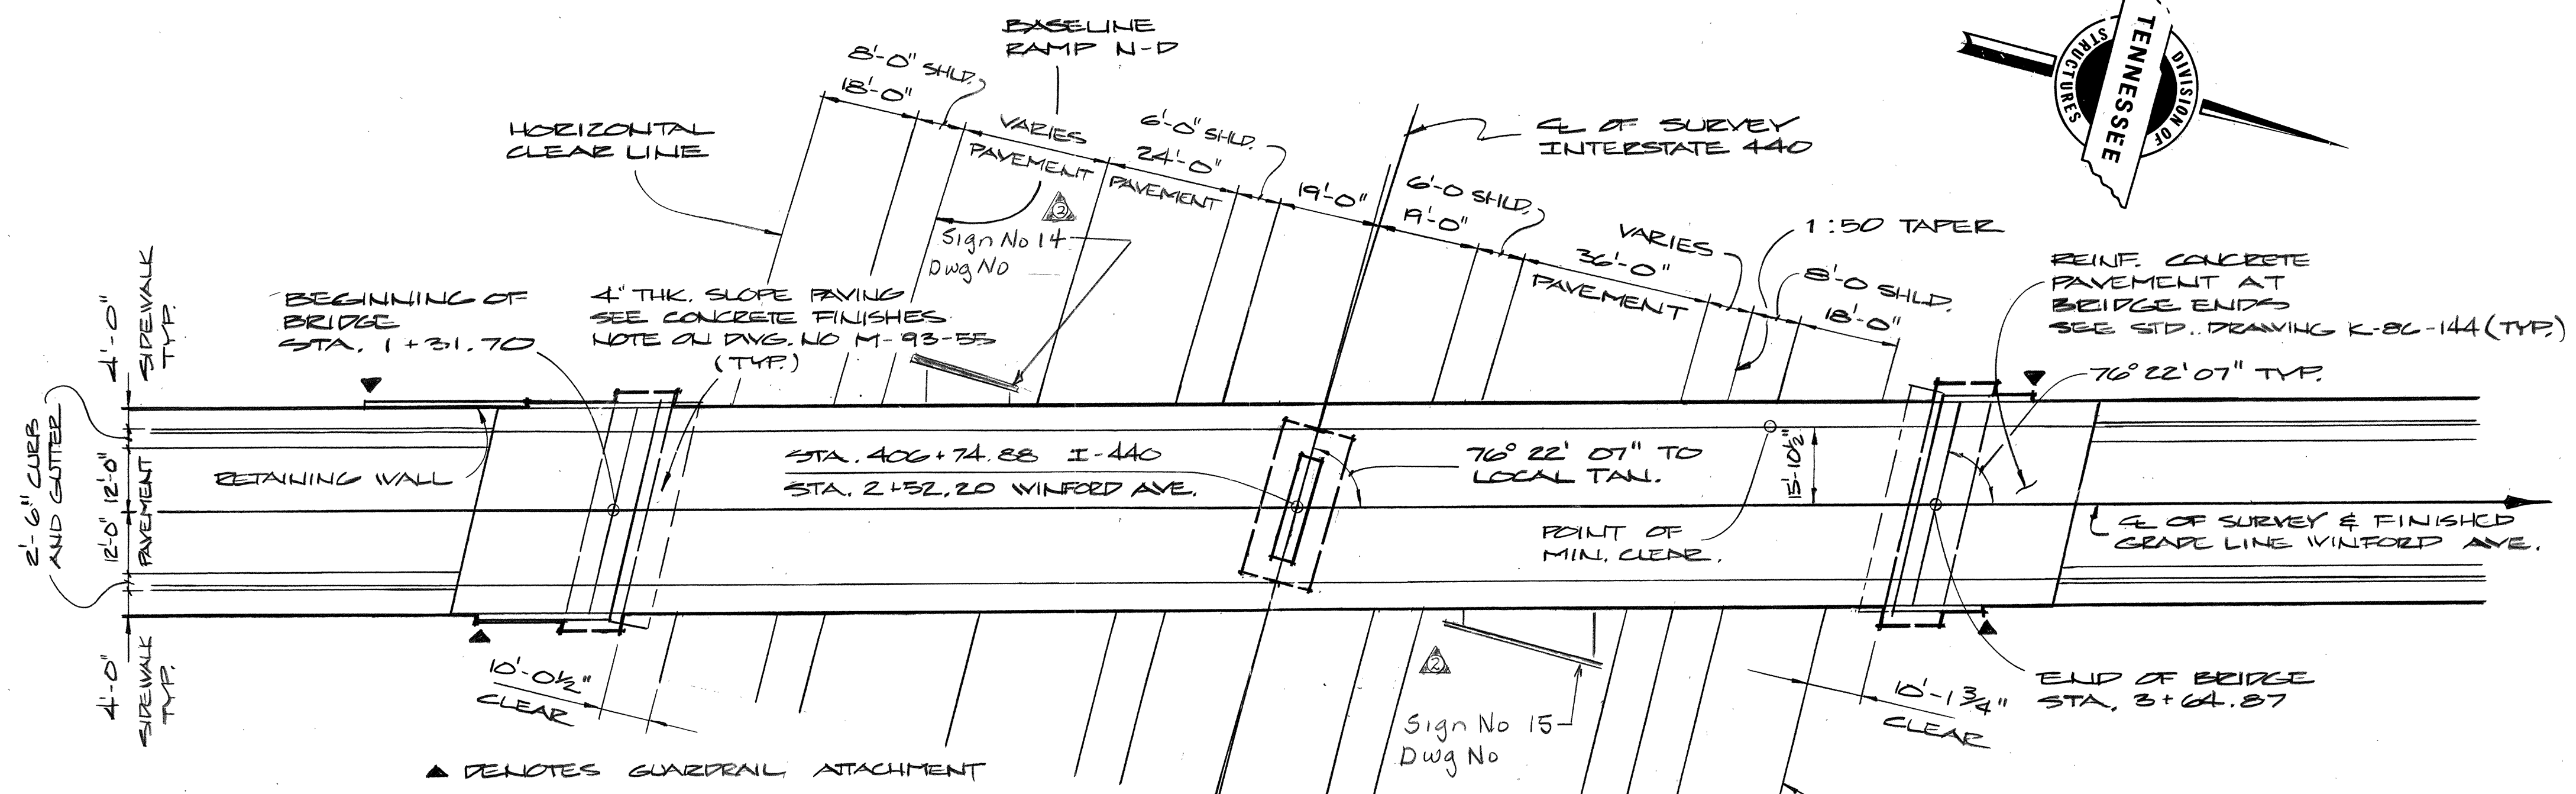 BASELINE
RAMP N-D
8'-0" SHLD.
18'-0"
VARIES
PAVEMENT
6'-0" SHLD.
24'-0"
PAVEMENT
19'-0"
HORIZONTAL
CLEAR LINE
℄ OF SURVEY
INTERSTATE 440
DIVISION OF
STRUCTURES
TENNESSEE
6'-0 SHLD.
19'-0"
VARIES
36'-0"
PAVEMENT
1:50 TAPER
8'-0 SHLD.
18'-0"
REINF. CONCRETE
PAVEMENT AT
BRIDGE ENDS
SEE STD. DRAWING K-86-144 (TYP.)
76° 22' 07" TYP.
2
Sign No 14
Dwg No
BEGINNING OF
BRIDGE
STA. 1+31.70
4" THK. SLOPE PAVING
SEE CONCRETE FINISHES
NOTE ON DWG. NO M-93-55
(TYP.)
4'-0"
SIDEWALK
TYP.
2'-6" CURB
AND GUTTER
12'-0" 12'-0"
PAVEMENT
4'-0"
SIDEWALK
TYP.
RETAINING WALL
STA. 406+74.88 I-440
STA. 2+52.20 WINFORD AVE.
76° 22' 07" TO
LOCAL TAN.
15'-10½"
POINT OF
MIN. CLEAR.
℄ OF SURVEY & FINISHED
GRADE LINE WINFORD AVE.
10'-0½"
CLEAR
2
Sign No 15
Dwg No
10'-1¾"
CLEAR
END OF BRIDGE
STA. 3+64.87
▲ DENOTES GUARDRAIL ATTACHMENT